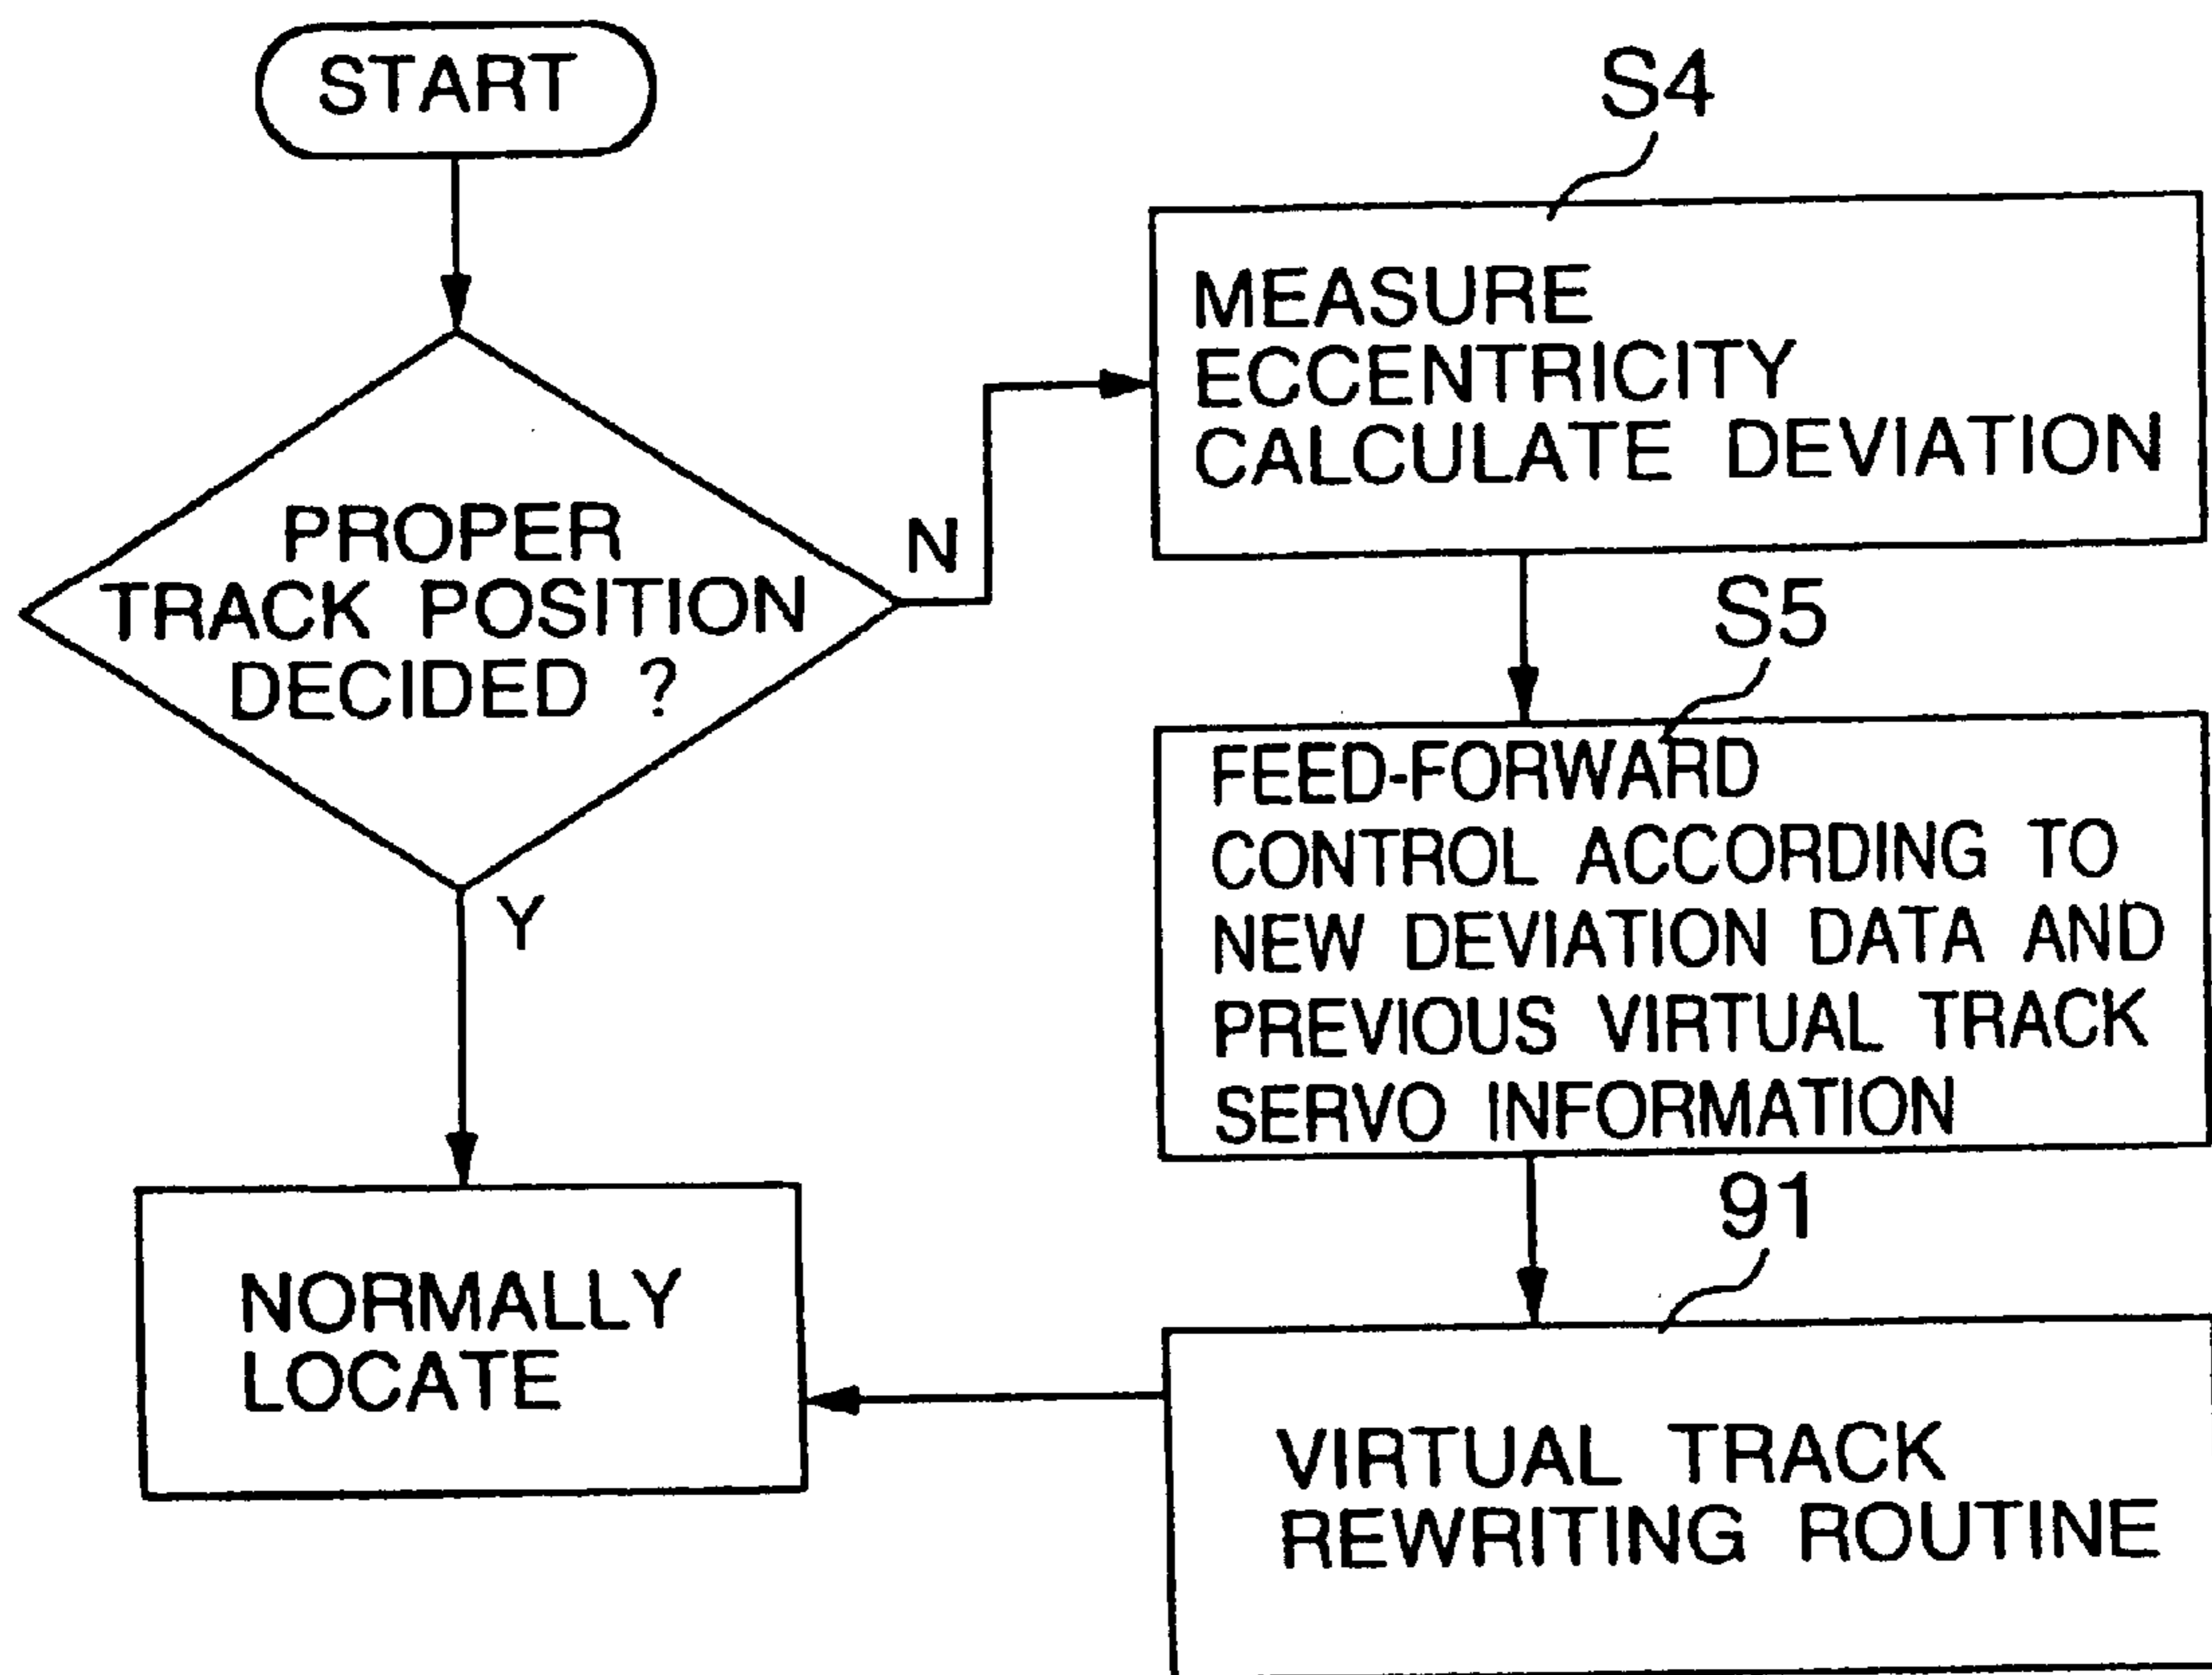 START
PROPER
TRACK POSITION
DECIDED ?
N
Y
S4
MEASURE
ECCENTRICITY
CALCULATE DEVIATION
S5
FEED-FORWARD
CONTROL ACCORDING TO
NEW DEVIATION DATA AND
PREVIOUS VIRTUAL TRACK
SERVO INFORMATION
91
VIRTUAL TRACK
REWRITING ROUTINE
NORMALLY
LOCATE